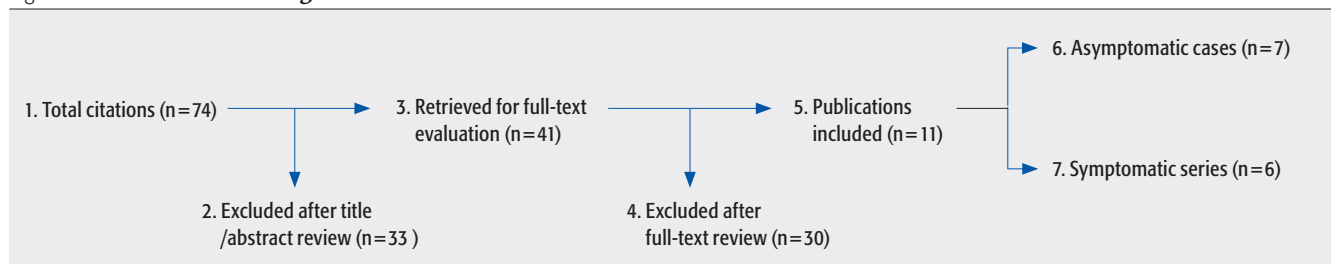 1. Total citations (n=74)
2. Excluded after title
/abstract review (n=33 )
3. Retrieved for full-text
evaluation (n=41)
4. Excluded after
full-text review (n=30)
5. Publications
included (n=11)
6. Asymptomatic cases (n=7)
7. Symptomatic series (n=6)